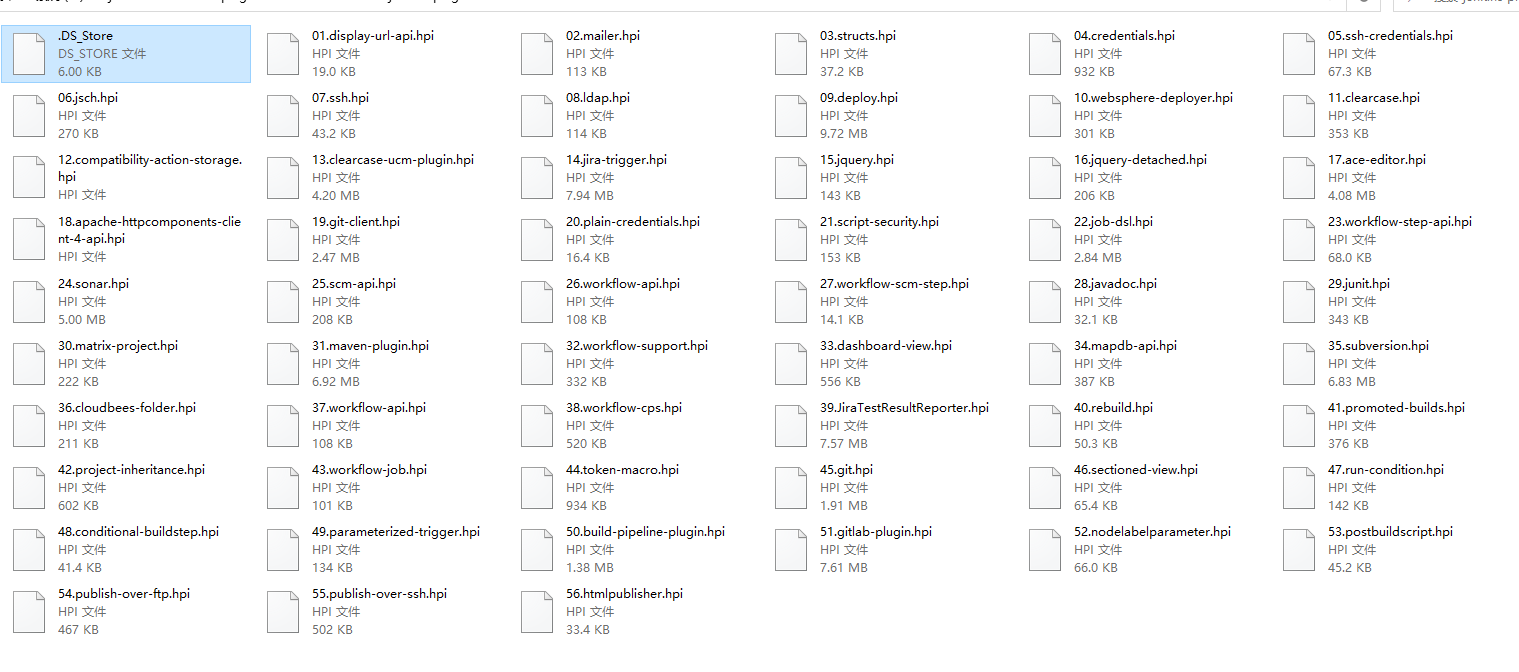 .DS_Store
DS_STORE 文件
6.00 KB
01.display-url-api.hpi
HPI 文件
19.0 KB
02.mailer.hpi
HPI 文件
113 KB
03.structs.hpi
HPI 文件
37.2 KB
04.credentials.hpi
HPI 文件
932 KB
05.ssh-credentials.hpi
HPI 文件
67.3 KB
06.jsch.hpi
HPI 文件
270 KB
07.ssh.hpi
HPI 文件
43.2 KB
08.ldap.hpi
HPI 文件
114 KB
09.deploy.hpi
HPI 文件
9.72 MB
10.websphere-deployer.hpi
HPI 文件
301 KB
11.clearcase.hpi
HPI 文件
353 KB
12.compatibility-action-storage.
hpi
HPI 文件
13.clearcase-ucm-plugin.hpi
HPI 文件
4.20 MB
14.jira-trigger.hpi
HPI 文件
7.94 MB
15.jquery.hpi
HPI 文件
143 KB
16.jquery-detached.hpi
HPI 文件
206 KB
17.ace-editor.hpi
HPI 文件
4.08 MB
18.apache-httpcomponents-clie
nt-4-api.hpi
HPI 文件
19.git-client.hpi
HPI 文件
2.47 MB
20.plain-credentials.hpi
HPI 文件
16.4 KB
21.script-security.hpi
HPI 文件
153 KB
22.job-dsl.hpi
HPI 文件
2.84 MB
23.workflow-step-api.hpi
HPI 文件
68.0 KB
24.sonar.hpi
HPI 文件
5.00 MB
25.scm-api.hpi
HPI 文件
208 KB
26.workflow-api.hpi
HPI 文件
108 KB
27.workflow-scm-step.hpi
HPI 文件
14.1 KB
28.javadoc.hpi
HPI 文件
32.1 KB
29.junit.hpi
HPI 文件
343 KB
30.matrix-project.hpi
HPI 文件
222 KB
31.maven-plugin.hpi
HPI 文件
6.92 MB
32.workflow-support.hpi
HPI 文件
332 KB
33.dashboard-view.hpi
HPI 文件
556 KB
34.mapdb-api.hpi
HPI 文件
387 KB
35.subversion.hpi
HPI 文件
6.83 MB
36.cloudbees-folder.hpi
HPI 文件
211 KB
37.workflow-api.hpi
HPI 文件
108 KB
38.workflow-cps.hpi
HPI 文件
520 KB
39.JiraTestResultReporter.hpi
HPI 文件
7.57 MB
40.rebuild.hpi
HPI 文件
50.3 KB
41.promoted-builds.hpi
HPI 文件
376 KB
42.project-inheritance.hpi
HPI 文件
602 KB
43.workflow-job.hpi
HPI 文件
101 KB
44.token-macro.hpi
HPI 文件
934 KB
45.git.hpi
HPI 文件
1.91 MB
46.sectioned-view.hpi
HPI 文件
65.4 KB
47.run-condition.hpi
HPI 文件
142 KB
48.conditional-buildstep.hpi
HPI 文件
41.4 KB
49.parameterized-trigger.hpi
HPI 文件
134 KB
50.build-pipeline-plugin.hpi
HPI 文件
1.38 MB
51.gitlab-plugin.hpi
HPI 文件
7.61 MB
52.nodelabelparameter.hpi
HPI 文件
66.0 KB
53.postbuildscript.hpi
HPI 文件
45.2 KB
54.publish-over-ftp.hpi
HPI 文件
467 KB
55.publish-over-ssh.hpi
HPI 文件
502 KB
56.htmlpublisher.hpi
HPI 文件
33.4 KB